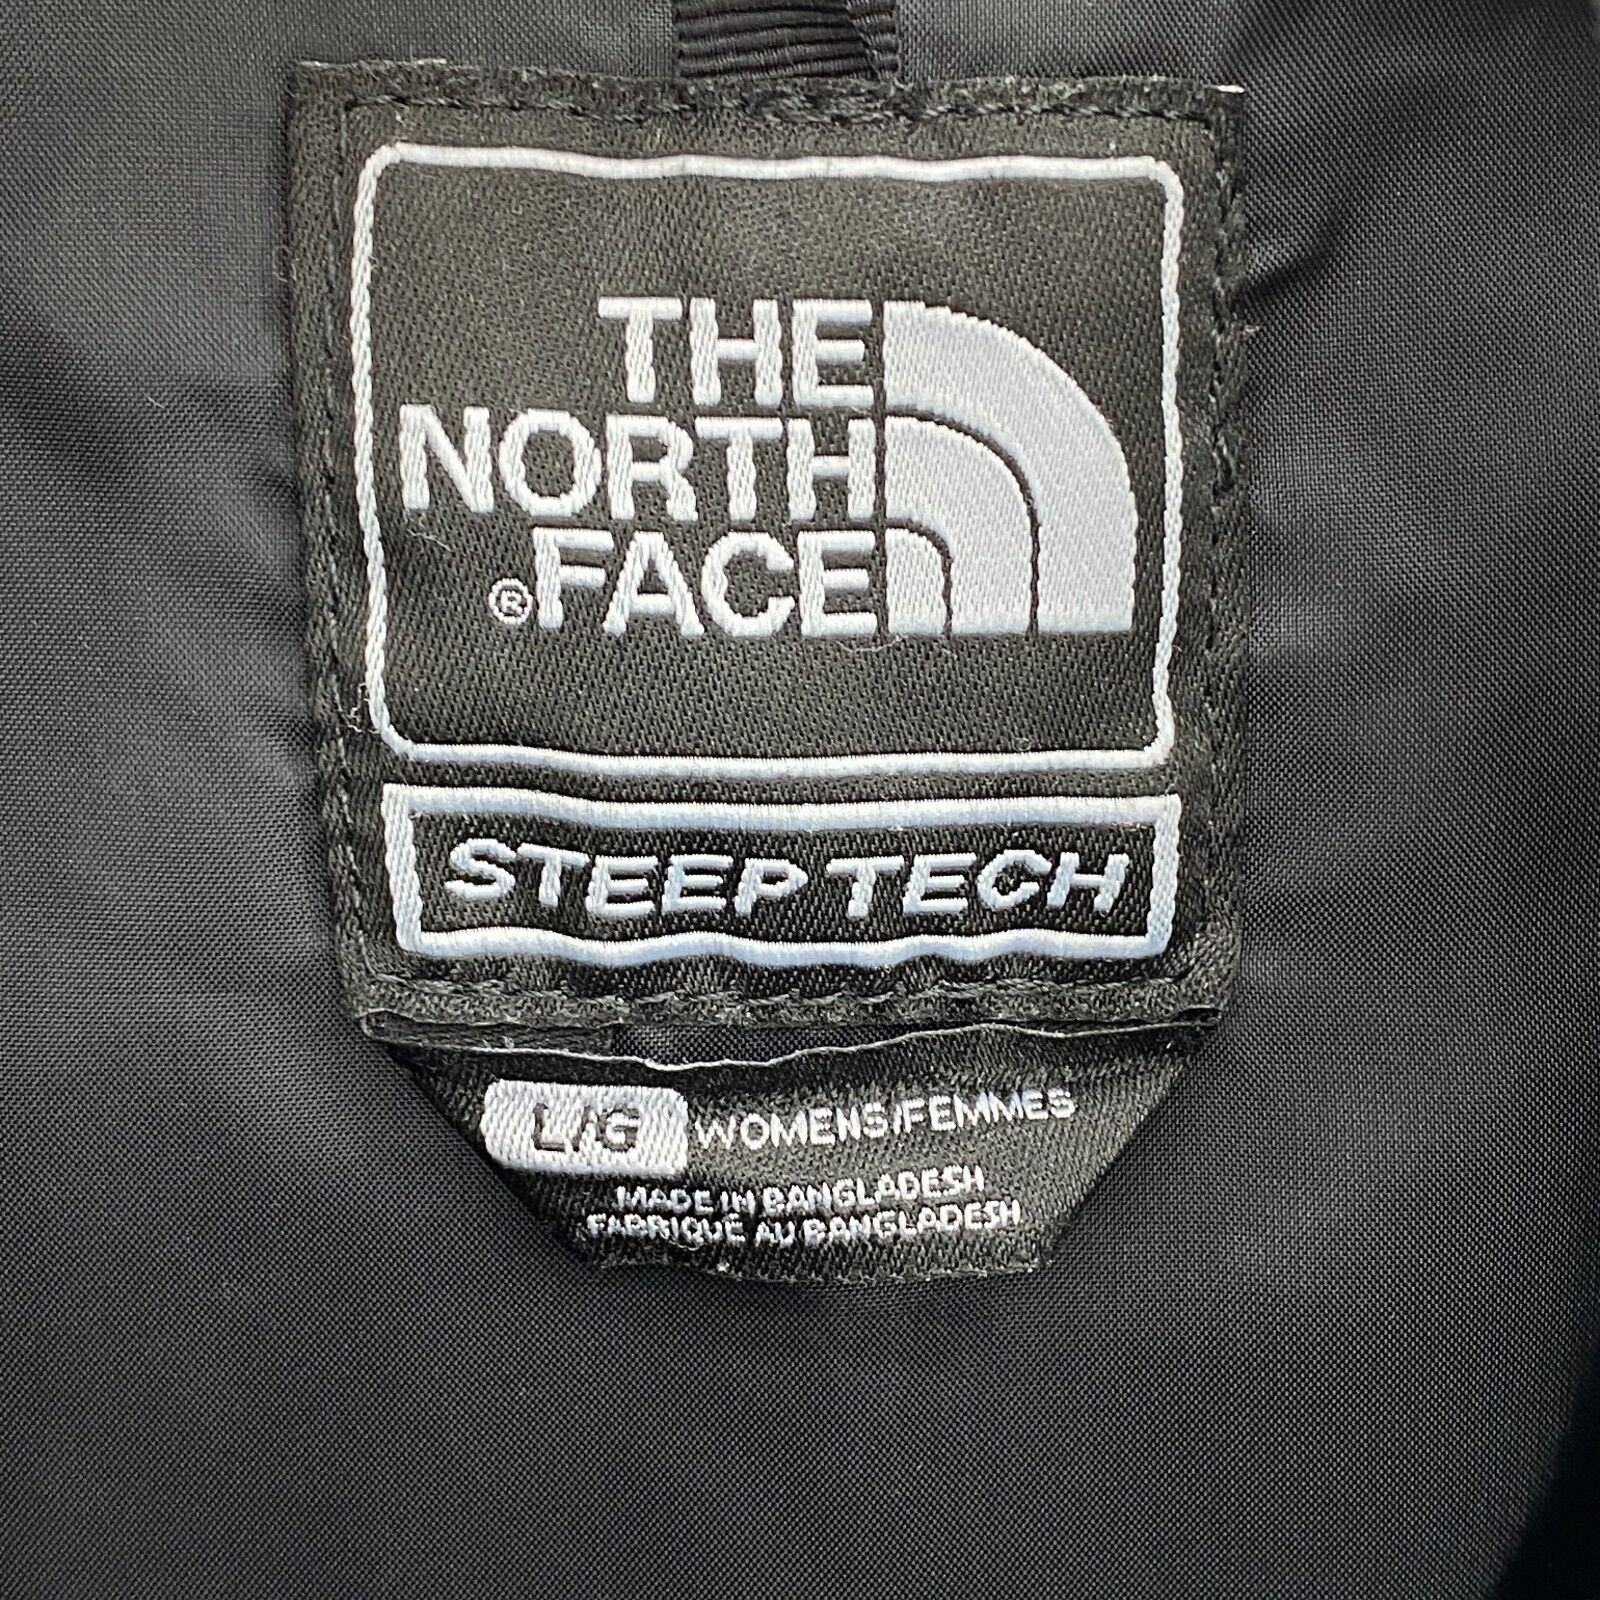 THE
NORTH
®FACE
STEEP TECH
L/G WOMENS/FEMMES
MADE IN BANGLADESH
FABRIQUÉ AU BANGLADESH